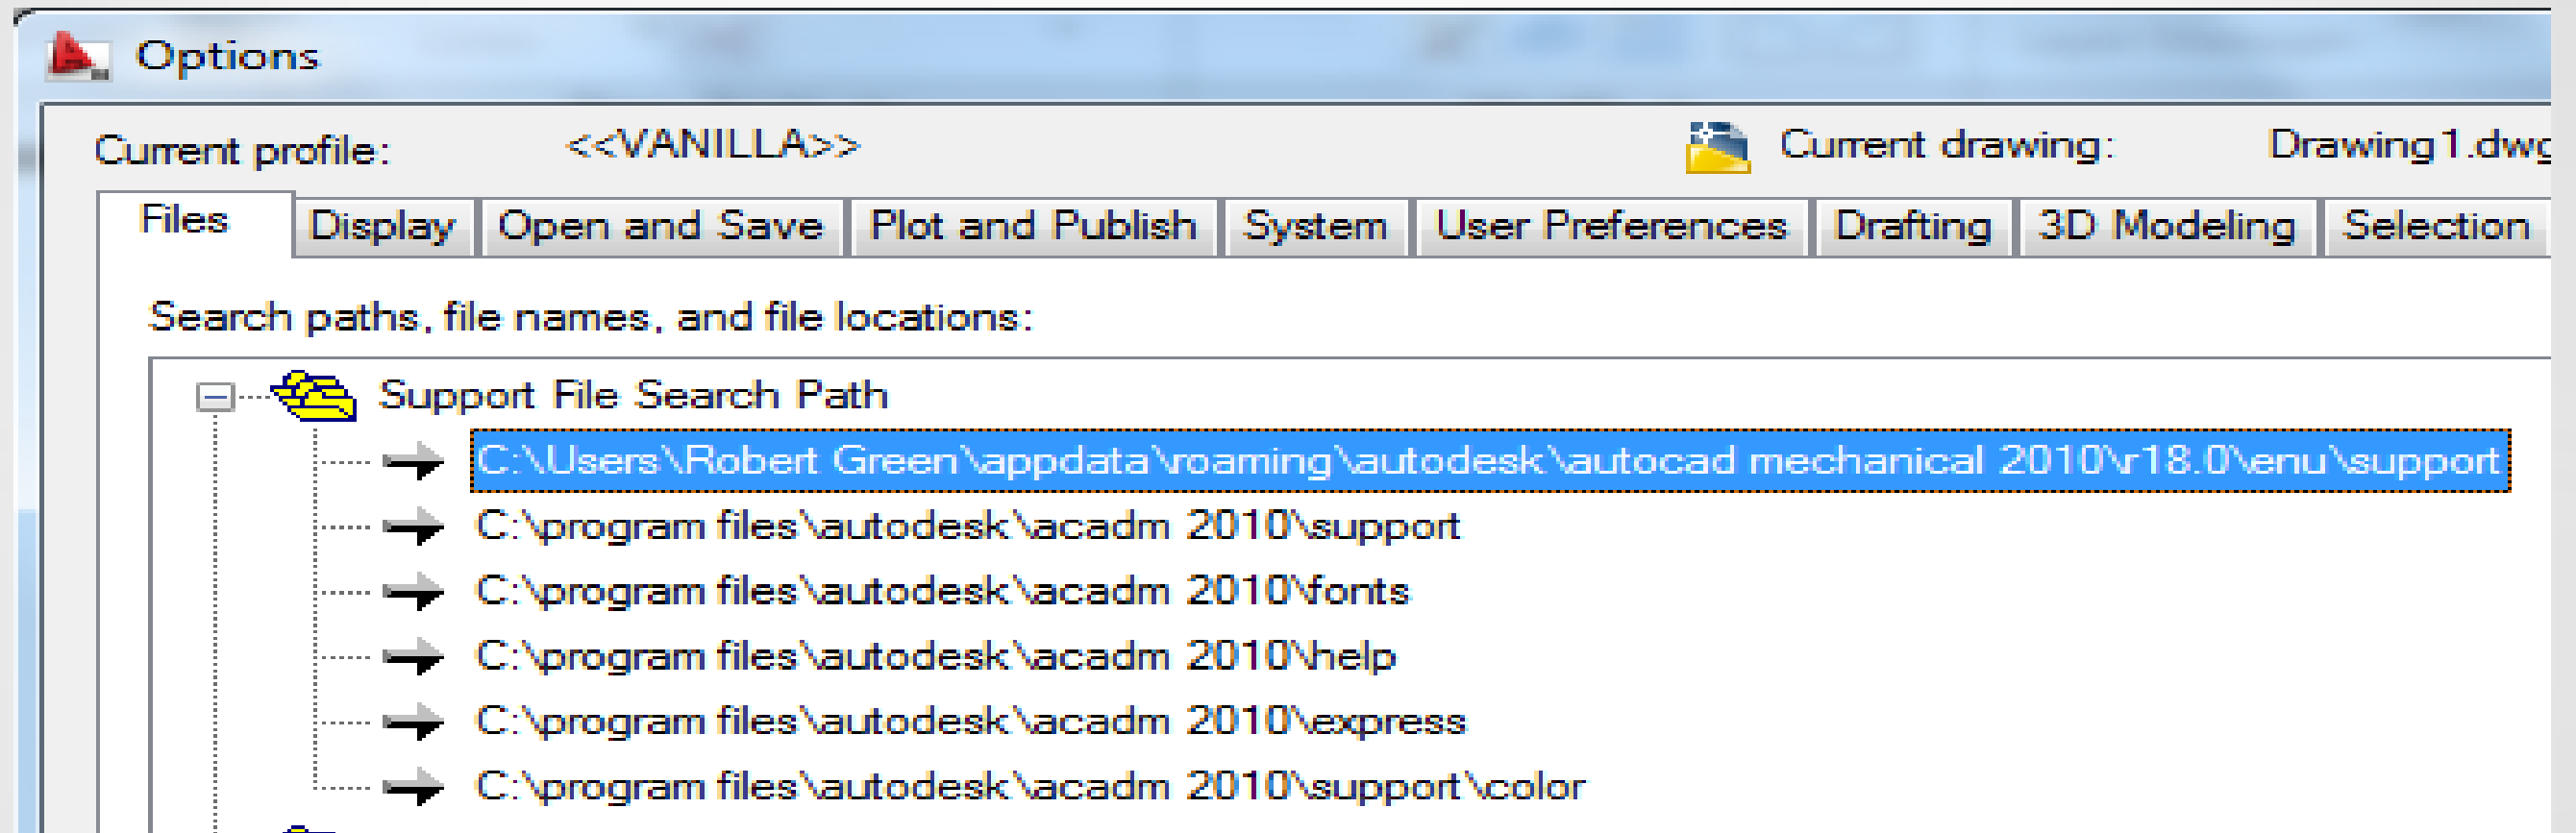 Options
Current profile: <<VANILLA>> Current drawing: Drawing1.dwg
Files Display Open and Save Plot and Publish System User Preferences Drafting 3D Modeling Selection
Search paths, file names, and file locations:
Support File Search Path
C:\Users\Robert Green\appdata\roaming\autodesk\autocad mechanical 2010\r18.0\enu\support
C:\program files\autodesk\acadm 2010\support
C:\program files\autodesk\acadm 2010\fonts
C:\program files\autodesk\acadm 2010\help
C:\program files\autodesk\acadm 2010\express
C:\program files\autodesk\acadm 2010\support\color